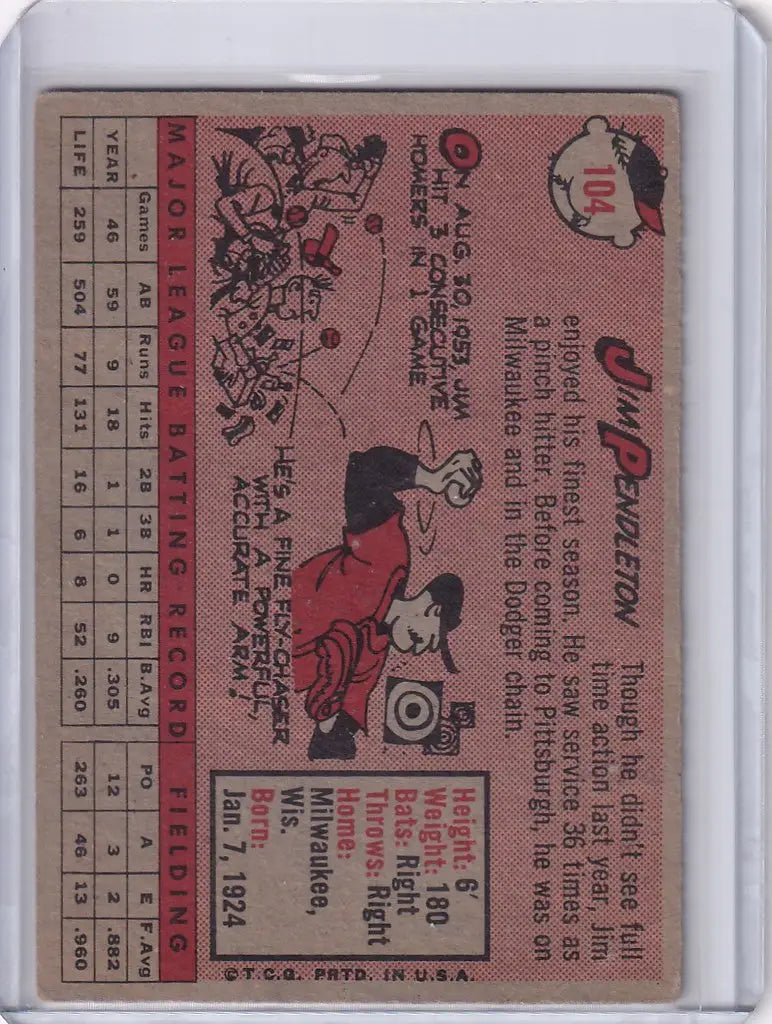 104
JIM PENDLETON
Though he didn't see full
time action last year, Jim
enjoyed his finest season. He saw service 36 times as
a pinch hitter. Before coming to Pittsburgh, he was on
Milwaukee and in the Dodger chain.
ON AUG. 30, 1953, JIM
HIT 3 CONSECUTIVE
HOMERS IN 1 GAME
HE'S A FINE FLY-CHASER
WITH A POWERFUL,
ACCURATE ARM!
Height: 6'
Weight: 180
Bats: Right
Throws: Right
Home:
Milwaukee,
Wis.
Born:
Jan. 7, 1924
©T.C.G. PRTD. IN U.S.A.
MAJOR LEAGUE BATTING RECORD FIELDING
Games AB Runs Hits 2B 3B HR RBI B.Avg PO A E F.Avg
YEAR 46 59 9 18 1 1 0 9 .305 12 3 2 .882
LIFE 259 504 77 131 16 6 8 52 .260 263 46 13 .960